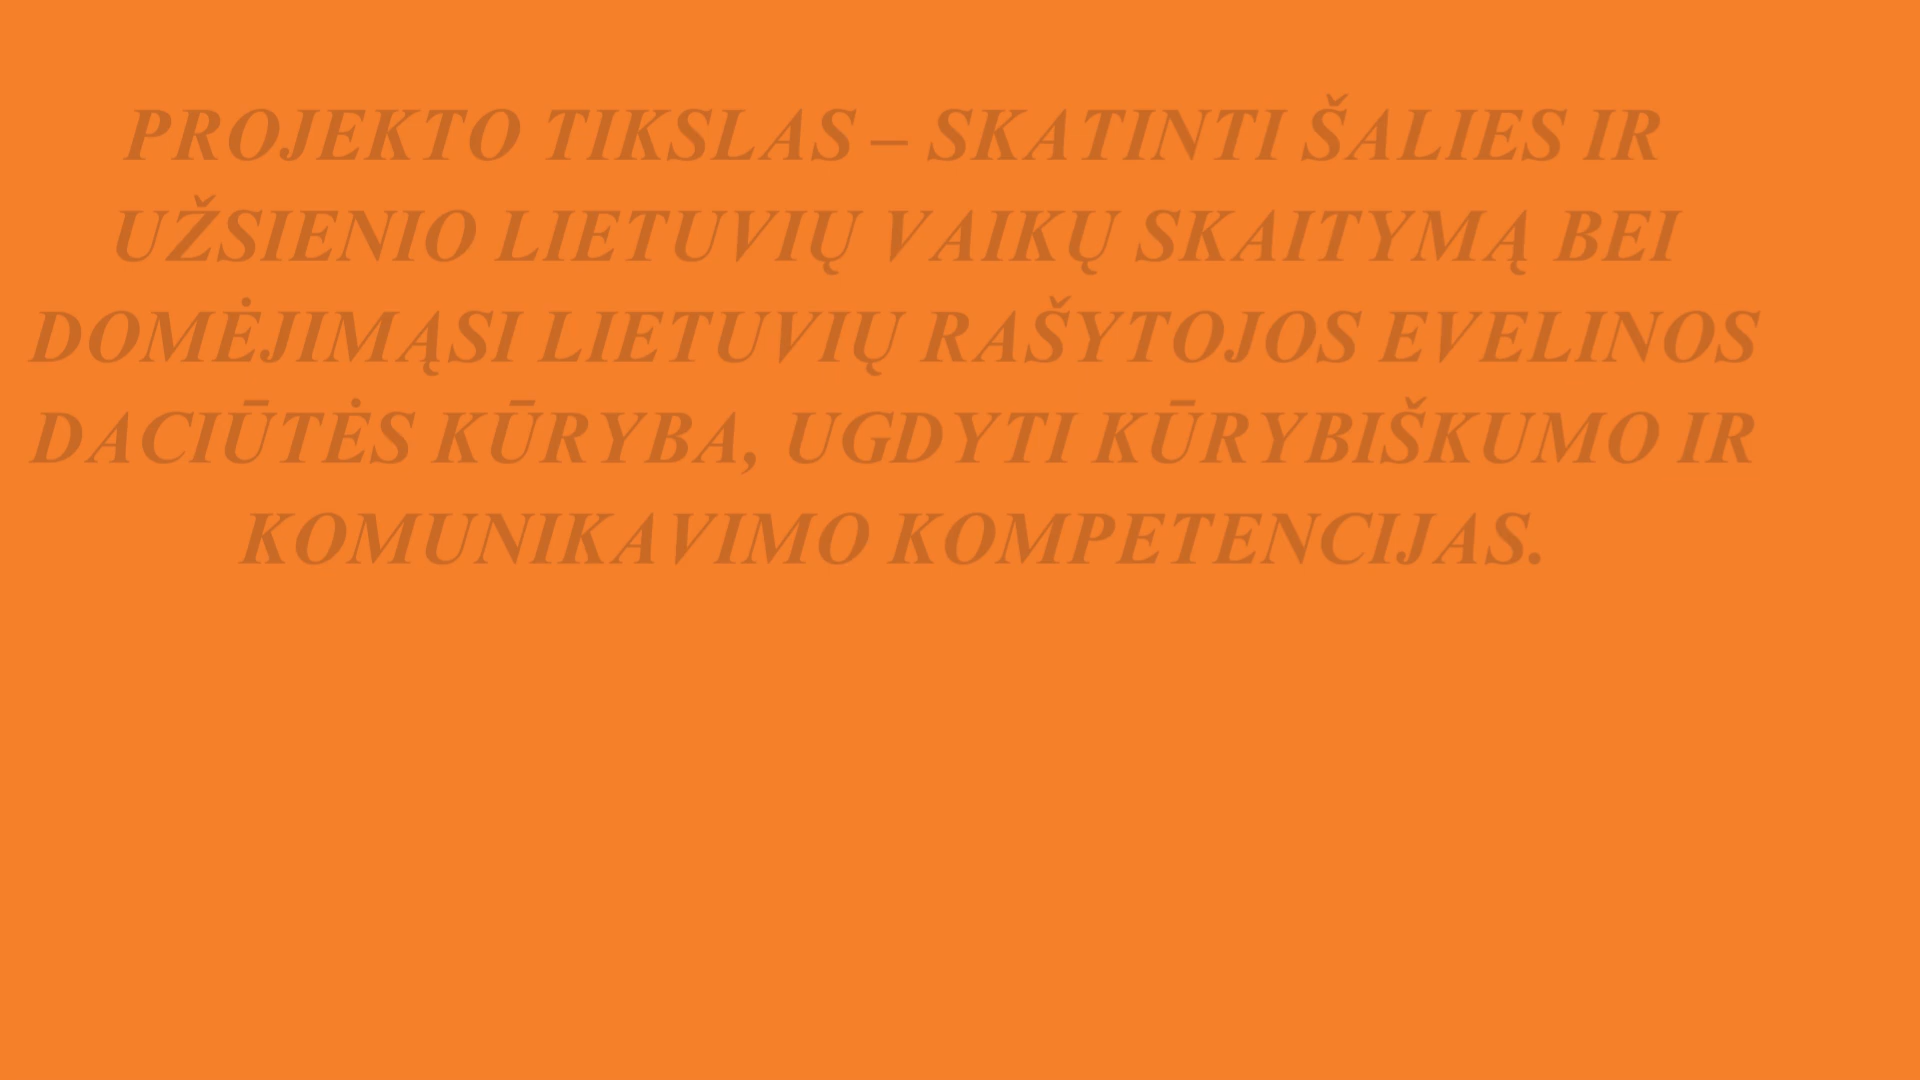 PROJEKTO TIKSLAS – SKATINTI ŠALIES IR
UŽSIENIO LIETUVIŲ VAIKŲ SKAITYMĄ BEI
DOMĖJIMĄSI LIETUVIŲ RAŠYTOJOS EVELINOS
DACIŪTĖS KŪRYBA, UGDYTI KŪRYBIŠKUMO IR
KOMUNIKAVIMO KOMPETENCIJAS.